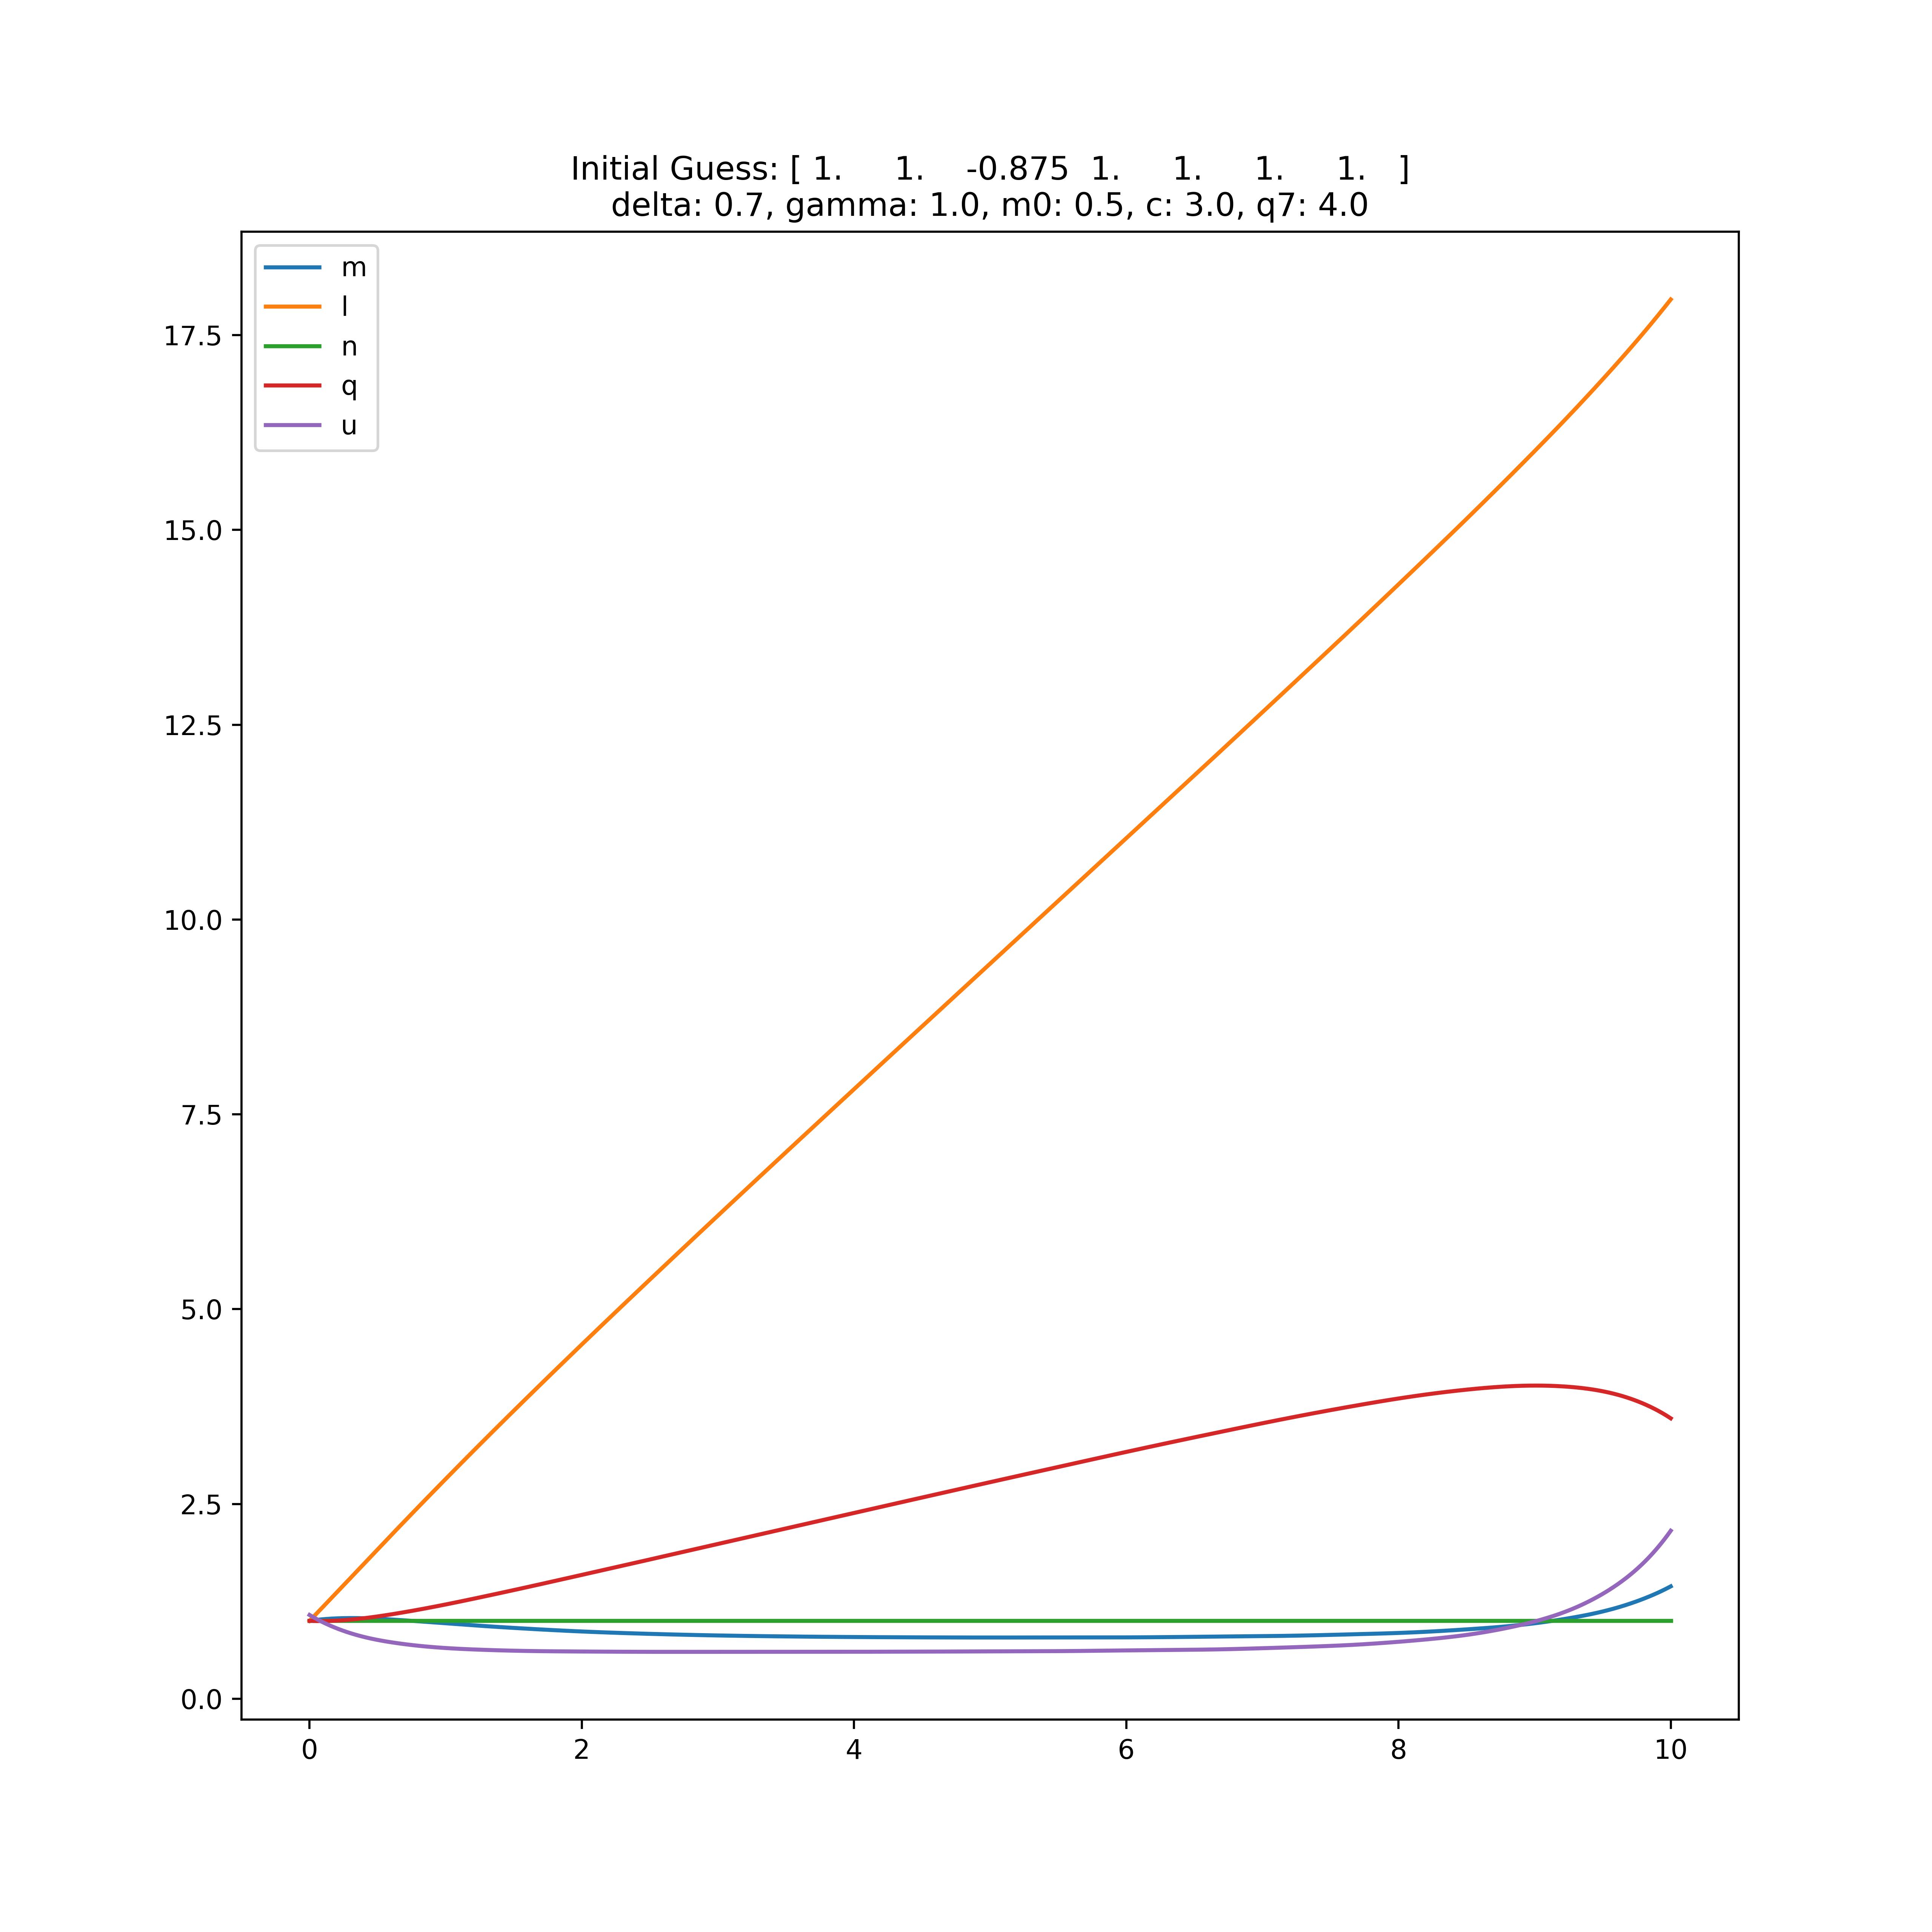 Initial Guess: [ 1. 1. -0.875 1. 1. 1. 1. ]
delta: 0.7, gamma: 1.0, m0: 0.5, c: 3.0, q7: 4.0
m
l
n
q
u
17.5
15.0
12.5
10.0
7.5
5.0
2.5
0.0
0 2 4 6 8 10